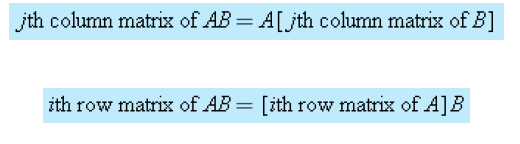 jth column matrix of AB = A[jth column matrix of B]
ith row matrix of AB = [ith row matrix of A]B